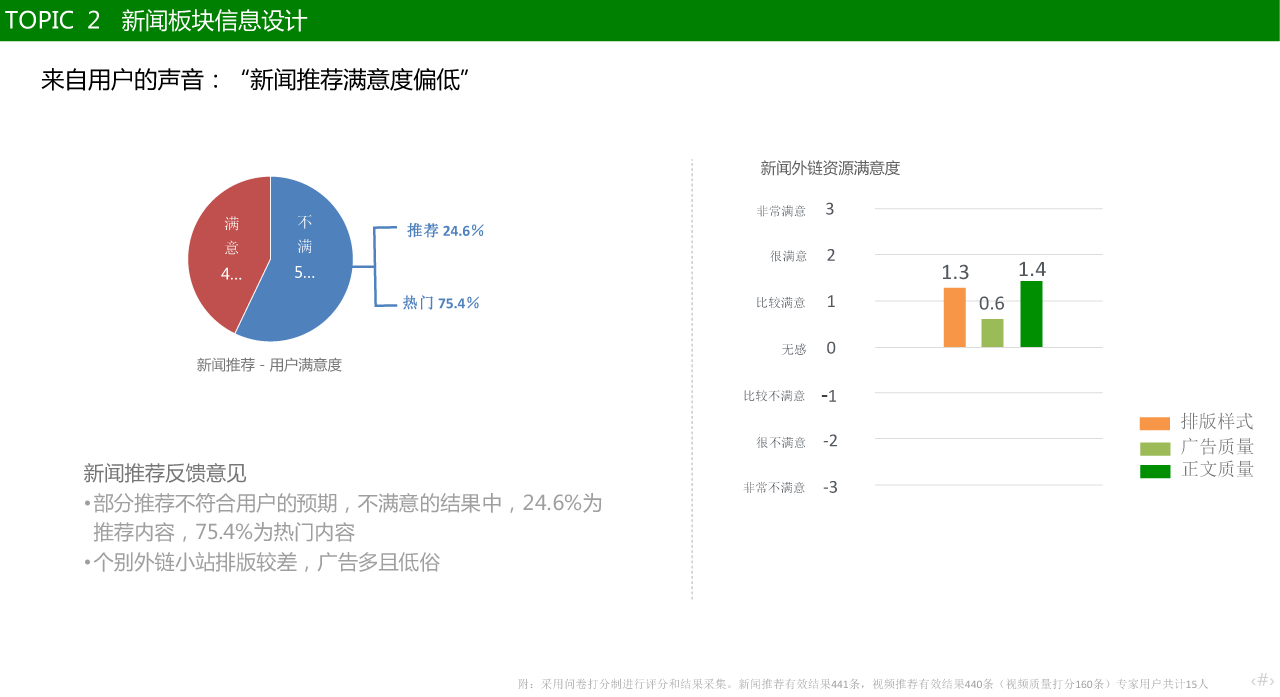 TOPIC 2 新闻板块信息设计
来自用户的声音：“新闻推荐满意度偏低”
满
意
4...
不
满
5...
推荐 24.6%
热门 75.4%
新闻推荐 - 用户满意度
新闻推荐反馈意见
•部分推荐不符合用户的预期，不满意的结果中，24.6%为
推荐内容，75.4%为热门内容
•个别外链小站排版较差，广告多且低俗
新闻外链资源满意度
非常满意 3
很满意 2
比较满意 1
无感 0
比较不满意 -1
很不满意 -2
非常不满意 -3
1.3
0.6
1.4
排版样式
广告质量
正文质量
附：采用问卷打分制进行评分和结果采集。新闻推荐有效结果441条，视频推荐有效结果440条（视频质量打分160条）专家用户共计15人
‹#›